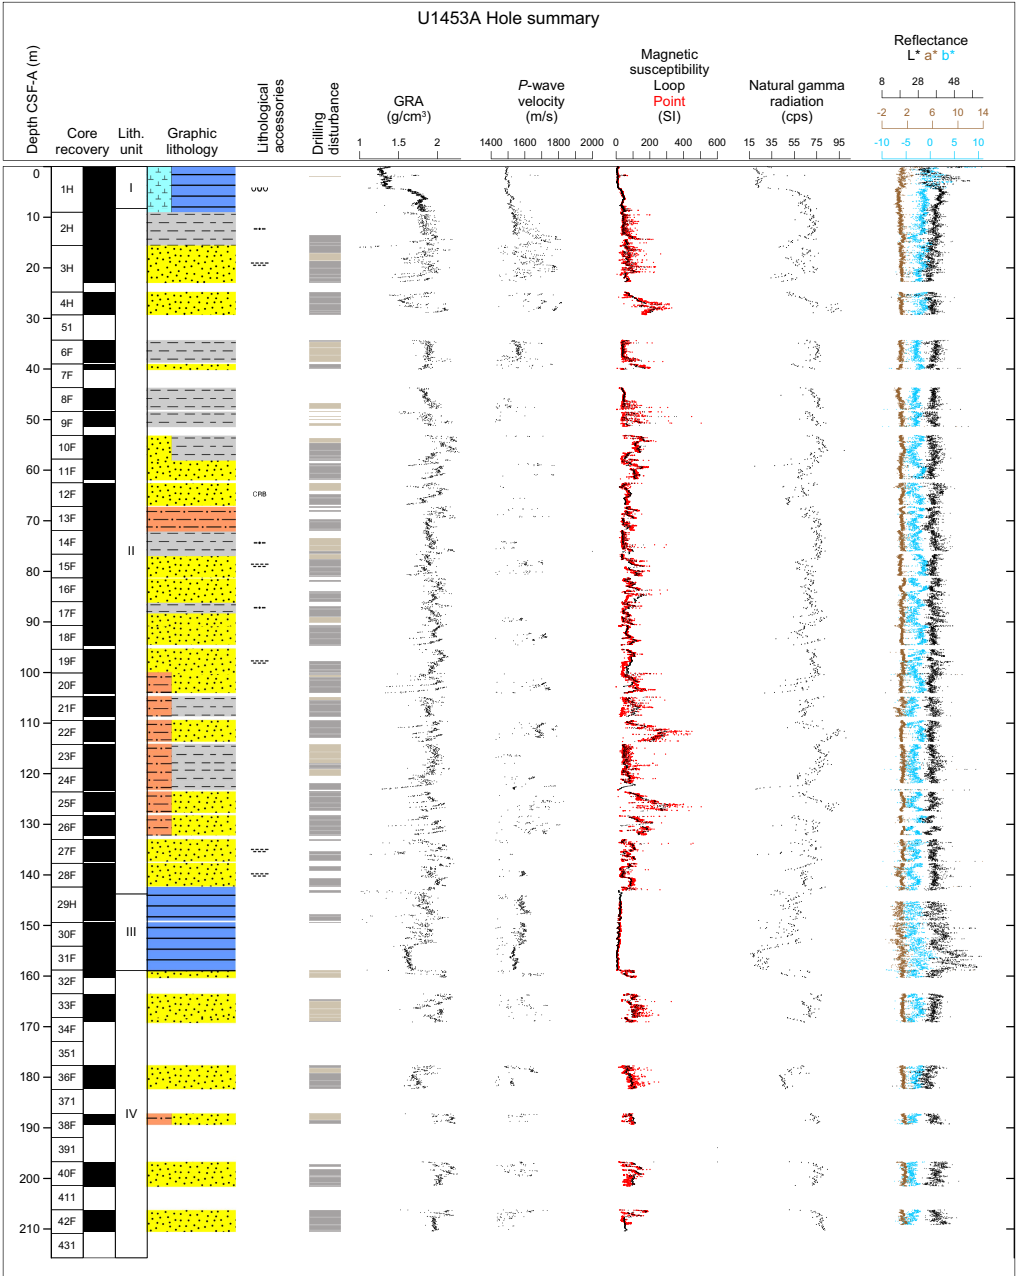 U1453A Hole summary
Depth CSF-A (m)
Core
recovery
Lith.
unit
Graphic
lithology
Lithological
accessories
Drilling
disturbance
GRA
(g/cm³)
1 1.5 2
P-wave
velocity
(m/s)
1400 1600 1800 2000
Magnetic
susceptibility
Loop
Point
(SI)
0 200 400 600
Natural gamma
radiation
(cps)
15 35 55 75 95
Reflectance
L* a* b*
8 28 48
-2 2 6 10 14
-10 -5 0 5 10
0
10
20
30
40
50
60
70
80
90
100
110
120
130
140
150
160
170
180
190
200
210
1H
2H
3H
4H
51
6F
7F
8F
9F
10F
11F
12F
13F
14F
15F
16F
17F
18F
19F
20F
21F
22F
23F
24F
25F
26F
27F
28F
29H
30F
31F
32F
33F
34F
351
36F
371
38F
391
40F
411
42F
431
I
II
III
IV
CRB